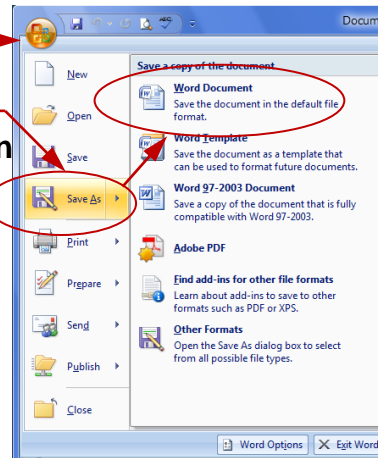 Docum
New
Open
n
Save
Save As
Print
Prepare
Send
Publish
Close
Save a copy of the document
Word Document
Save the document in the default file
format.
Word Template
Save the document as a template that
can be used to format future documents.
Word 97-2003 Document
Save a copy of the document that is fully
compatible with Word 97-2003.
Adobe PDF
Find add-ins for other file formats
Learn about add-ins to save to other
formats such as PDF or XPS.
Other Formats
Open the Save As dialog box to select
from all possible file types.
Word Options
Exit Word